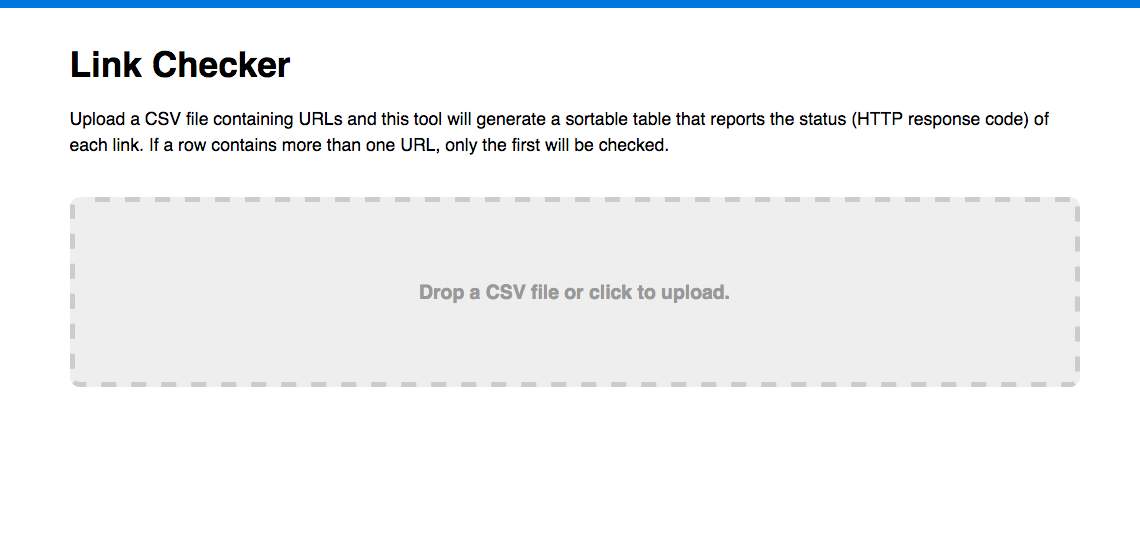 Link Checker
Upload a CSV file containing URLs and this tool will generate a sortable table that reports the status (HTTP response code) of
each link. If a row contains more than one URL, only the first will be checked.
Drop a CSV file or click to upload.